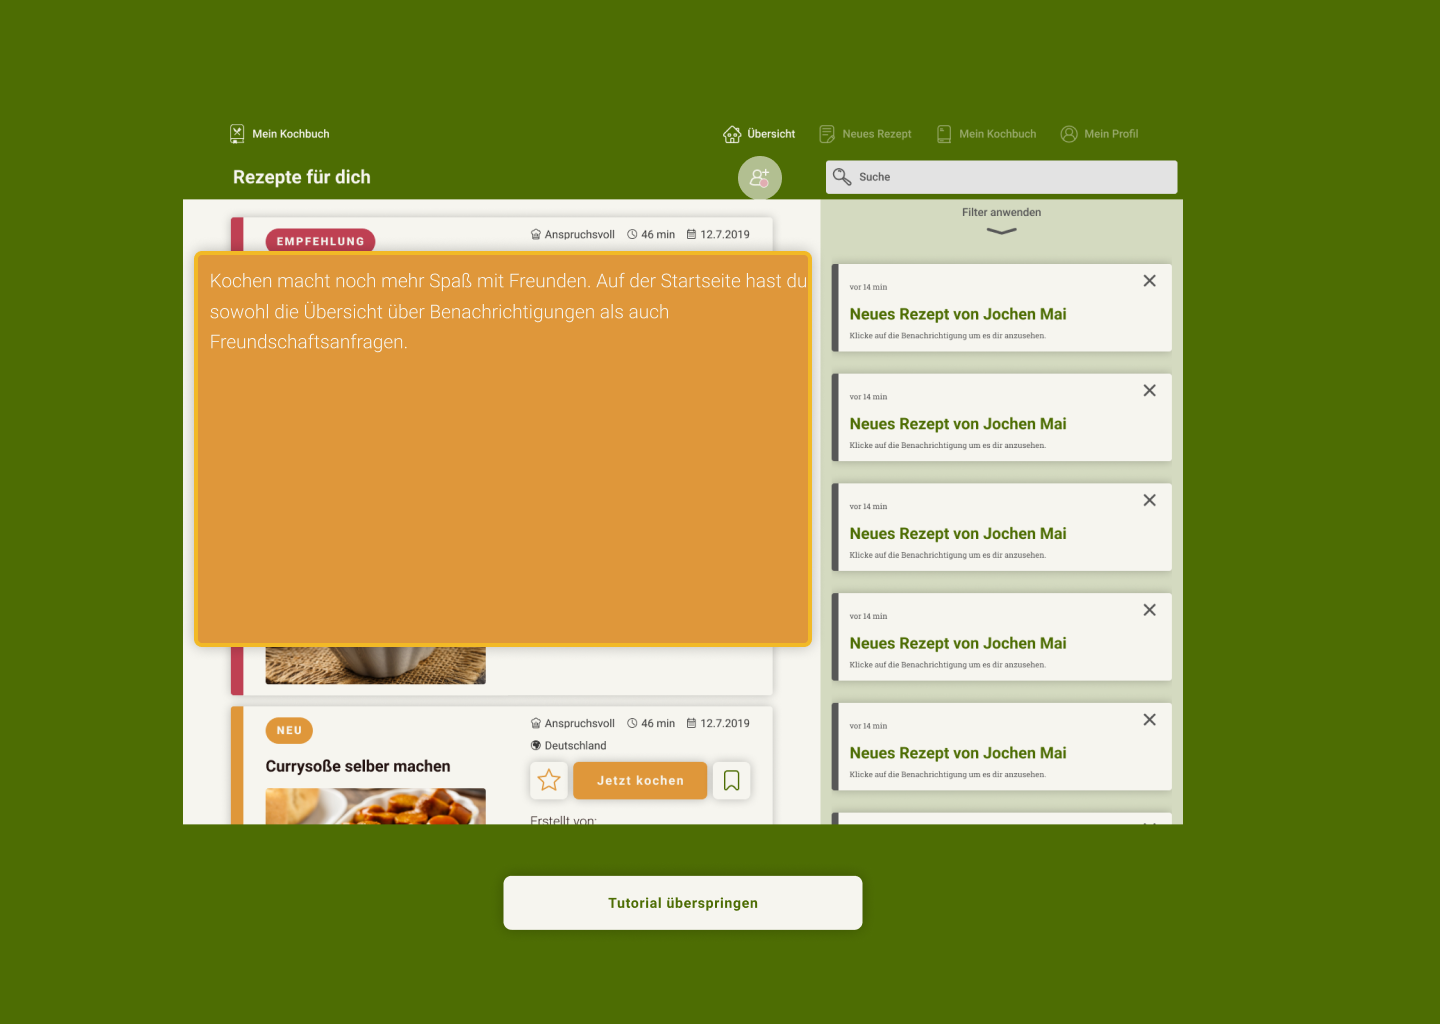 Mein Kochbuch
Übersicht
Neues Rezept
Mein Kochbuch
Mein Profil
Rezepte für dich
Suche
EMPFEHLUNG
Anspruchsvoll
46 min
12.7.2019
Kochen macht noch mehr Spaß mit Freunden. Auf der Startseite hast du
sowohl die Übersicht über Benachrichtigungen als auch
Freundschaftsanfragen.
NEU
Currysoße selber machen
Anspruchsvoll
46 min
12.7.2019
Deutschland
Jetzt kochen
Erstellt von:
Filter anwenden
vor 14 min
Neues Rezept von Jochen Mai
Klicke auf die Benachrichtigung um es dir anzusehen.
vor 14 min
Neues Rezept von Jochen Mai
Klicke auf die Benachrichtigung um es dir anzusehen.
vor 14 min
Neues Rezept von Jochen Mai
Klicke auf die Benachrichtigung um es dir anzusehen.
vor 14 min
Neues Rezept von Jochen Mai
Klicke auf die Benachrichtigung um es dir anzusehen.
vor 14 min
Neues Rezept von Jochen Mai
Klicke auf die Benachrichtigung um es dir anzusehen.
Tutorial überspringen